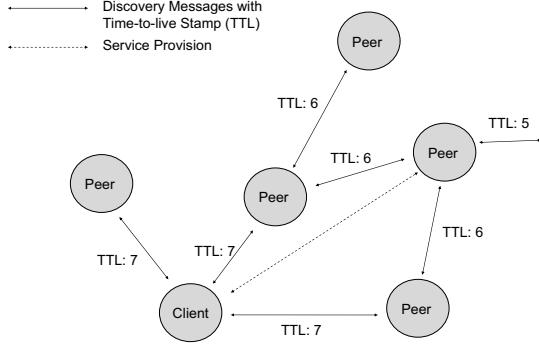 Discovery Messages with
Time-to-live Stamp (TTL)
Service Provision
Peer
TTL: 6
TTL: 5
TTL: 6
Peer
Peer
Peer
TTL: 7
TTL: 7
TTL: 6
Client
Peer
TTL: 7